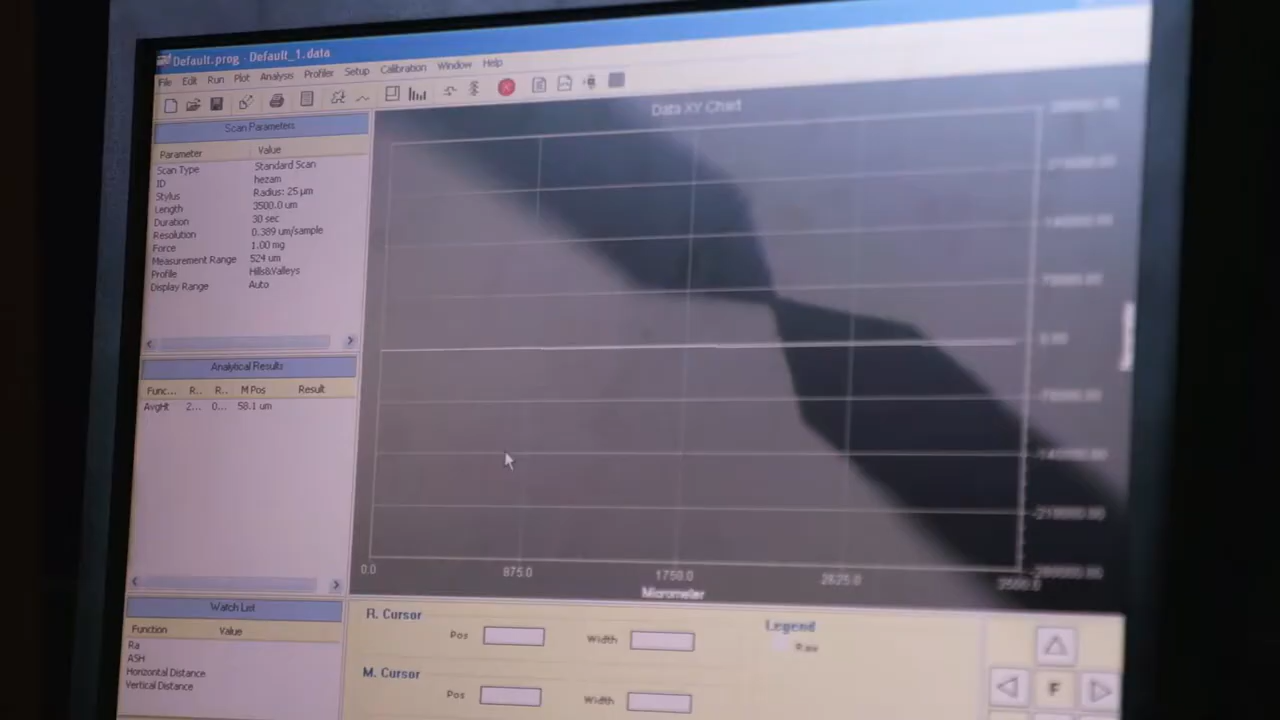 Default.prog - Default_1.data
File Edit Run Plot Analysis Profiler Setup Calibration Window Help
Scan Parameters
Parameter Value
Scan Type Standard Scan
ID hezam
Stylus Radius: 25 µm
Length 3500.0 um
Duration 30 sec
Resolution 0.389 um/sample
Force 1.00 mg
Measurement Range 524 um
Profile Hills&Valleys
Display Range Auto
Analytical Results
Func... R.. R.. M Pos Result
AvgHt 2... 0... 58.1 um
Watch List
Function Value
Ra
ASH
Horizontal Distance
Vertical Distance
Data XY Chart
0.00
0.0 875.0 1750.0 2625.0 3500.0
Micrometer
R. Cursor
Pos Width
M. Cursor
Pos Width
Legend
Raw
F